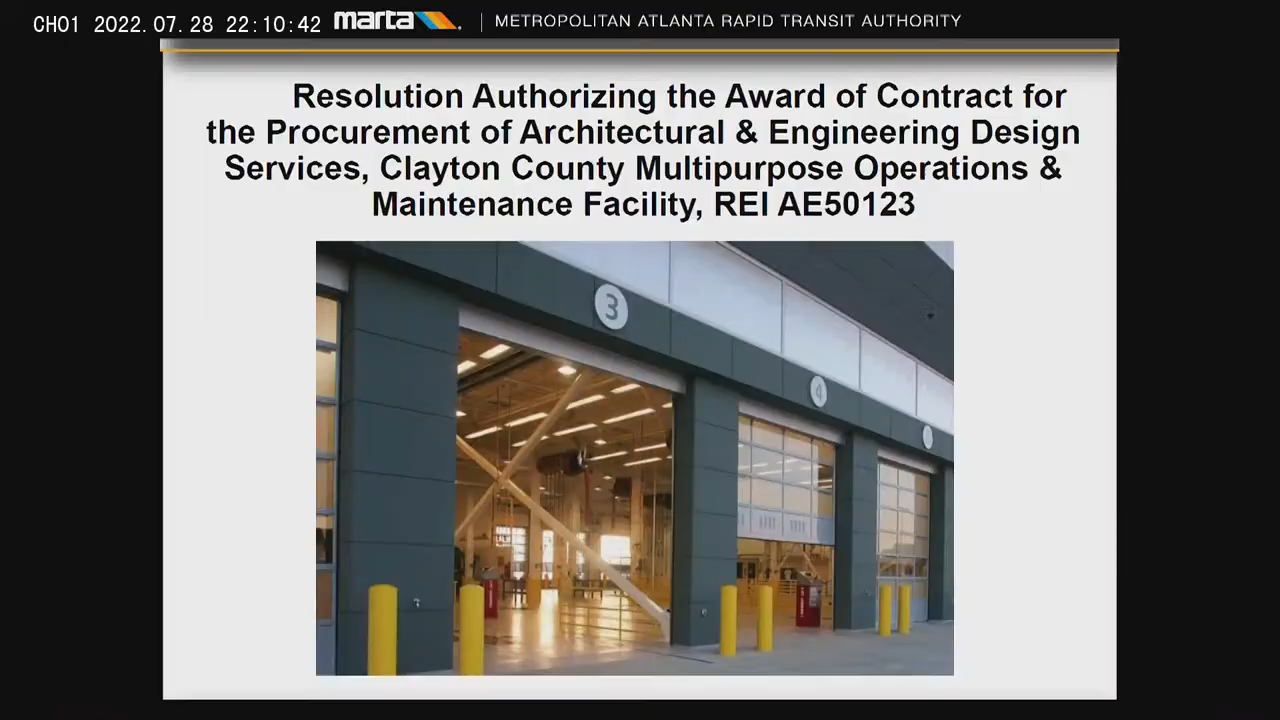 CH01 2022.07.28 22:10:42 marta METROPOLITAN ATLANTA RAPID TRANSIT AUTHORITY
Resolution Authorizing the Award of Contract for
the Procurement of Architectural & Engineering Design
Services, Clayton County Multipurpose Operations &
Maintenance Facility, REI AE50123
3
4